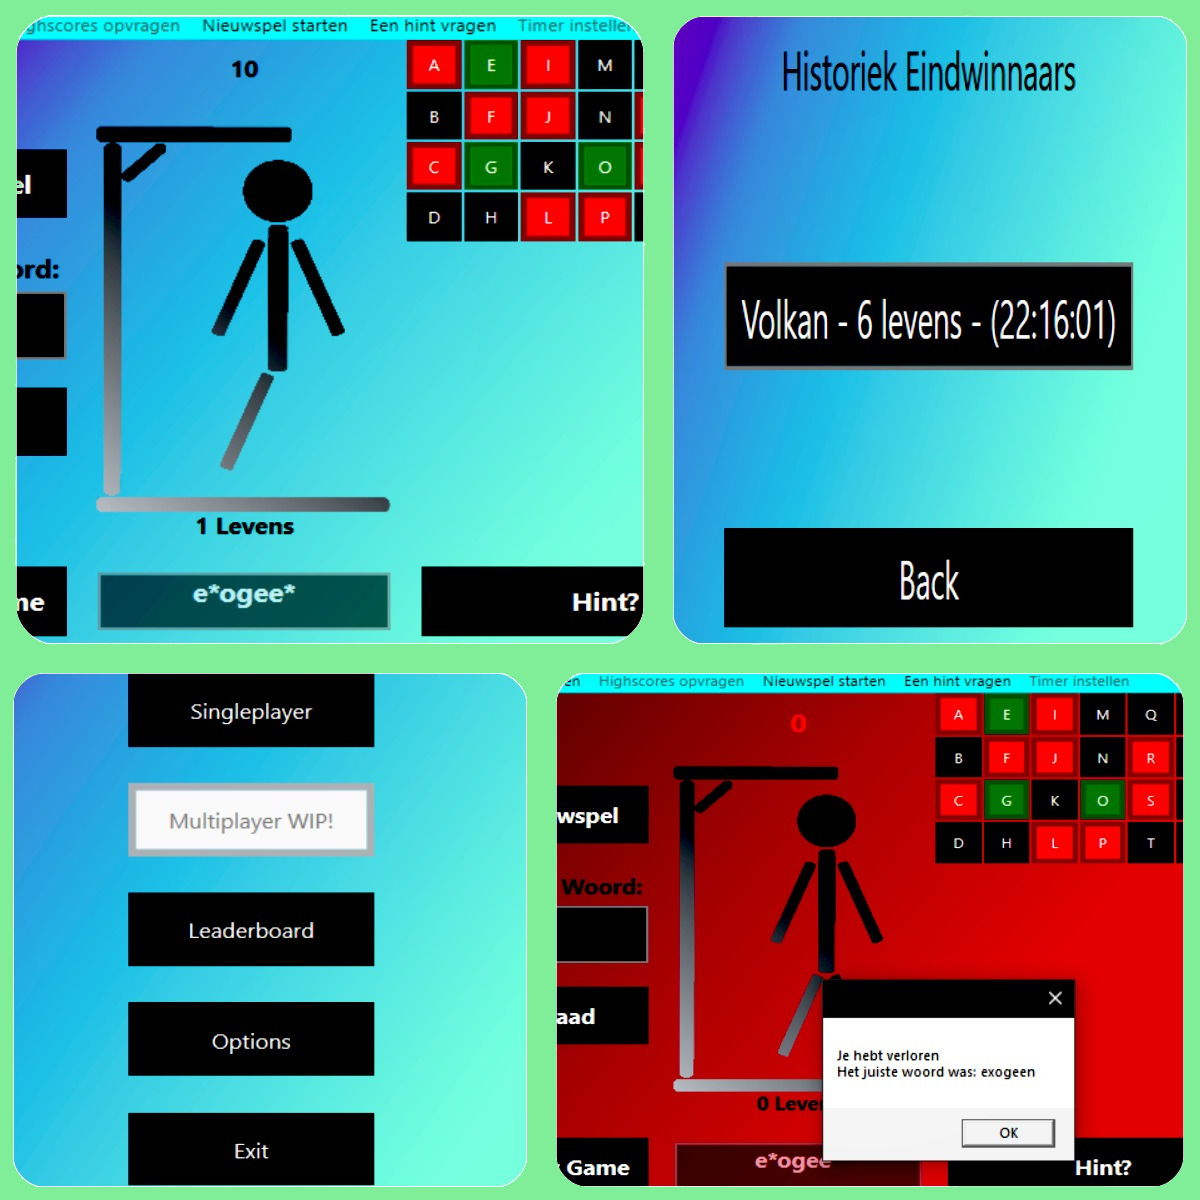 ghscores opvragen Nieuwspel starten Een hint vragen Timer instellen
10
A E I M
B F J N
C G K O
D H L P
el
ord:
1 Levens
ne
e*ogee*
Hint?
Historiek Eindwinnaars
Volkan - 6 levens - (22:16:01)
Back
Singleplayer
Multiplayer WIP!
Leaderboard
Options
Exit
en Highscores opvragen Nieuwspel starten Een hint vragen Timer instellen
0
A E I M Q
B F J N R
C G K O S
D H L P T
wspel
Woord:
aad
Je hebt verloren
Het juiste woord was: exogeen
OK
0 Leven
Game
e*ogee
Hint?